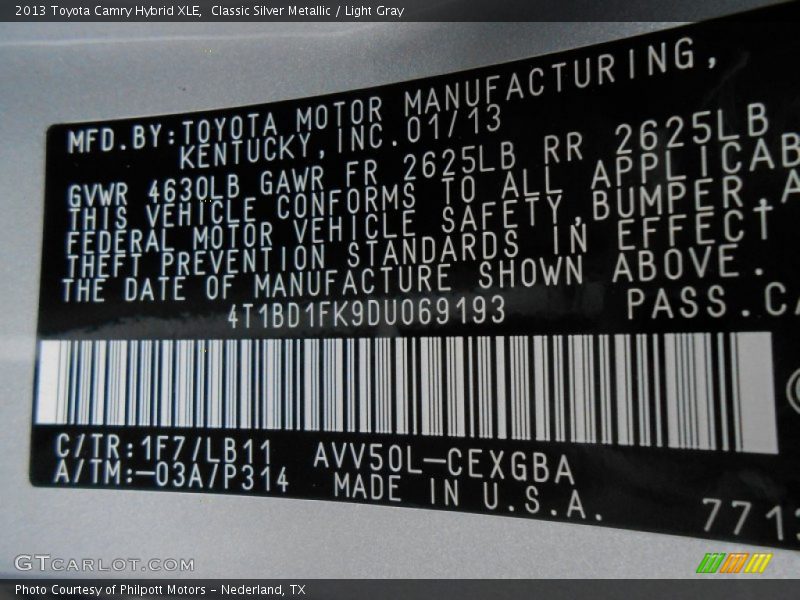 2013 Toyota Camry Hybrid XLE,  Classic Silver Metallic / Light Gray
MFD.BY:TOYOTA MOTOR MANUFACTURING,
KENTUCKY,INC.01/13
GVWR 4630LB GAWR FR 2625LB RR 2625LB
THIS VEHICLE CONFORMS TO ALL APPLICAB
FEDERAL MOTOR VEHICLE SAFETY,BUMPER,A
THEFT PREVENTION STANDARDS IN EFFECT
THE DATE OF MANUFACTURE SHOWN ABOVE.
4T1BD1FK9DU069193 PASS.CA
C/TR:1F7/LB11 AVV50L-CEXGBA
A/TM:-03A/P314 MADE IN U.S.A.
771
GTCARLOT.COM
Photo Courtesy of Philpott Motors - Nederland, TX